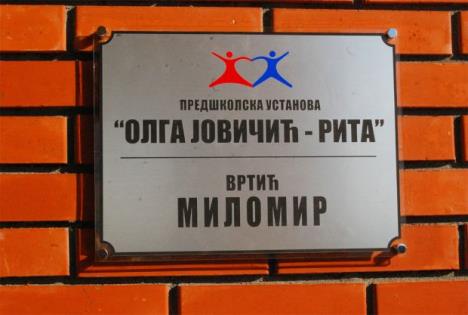 ПРЕДШКОЛСКА УСТАНОВА
“ОЛГА ЈОВИЧИЋ - РИТА”
ВРТИЋ
МИЛОМИР